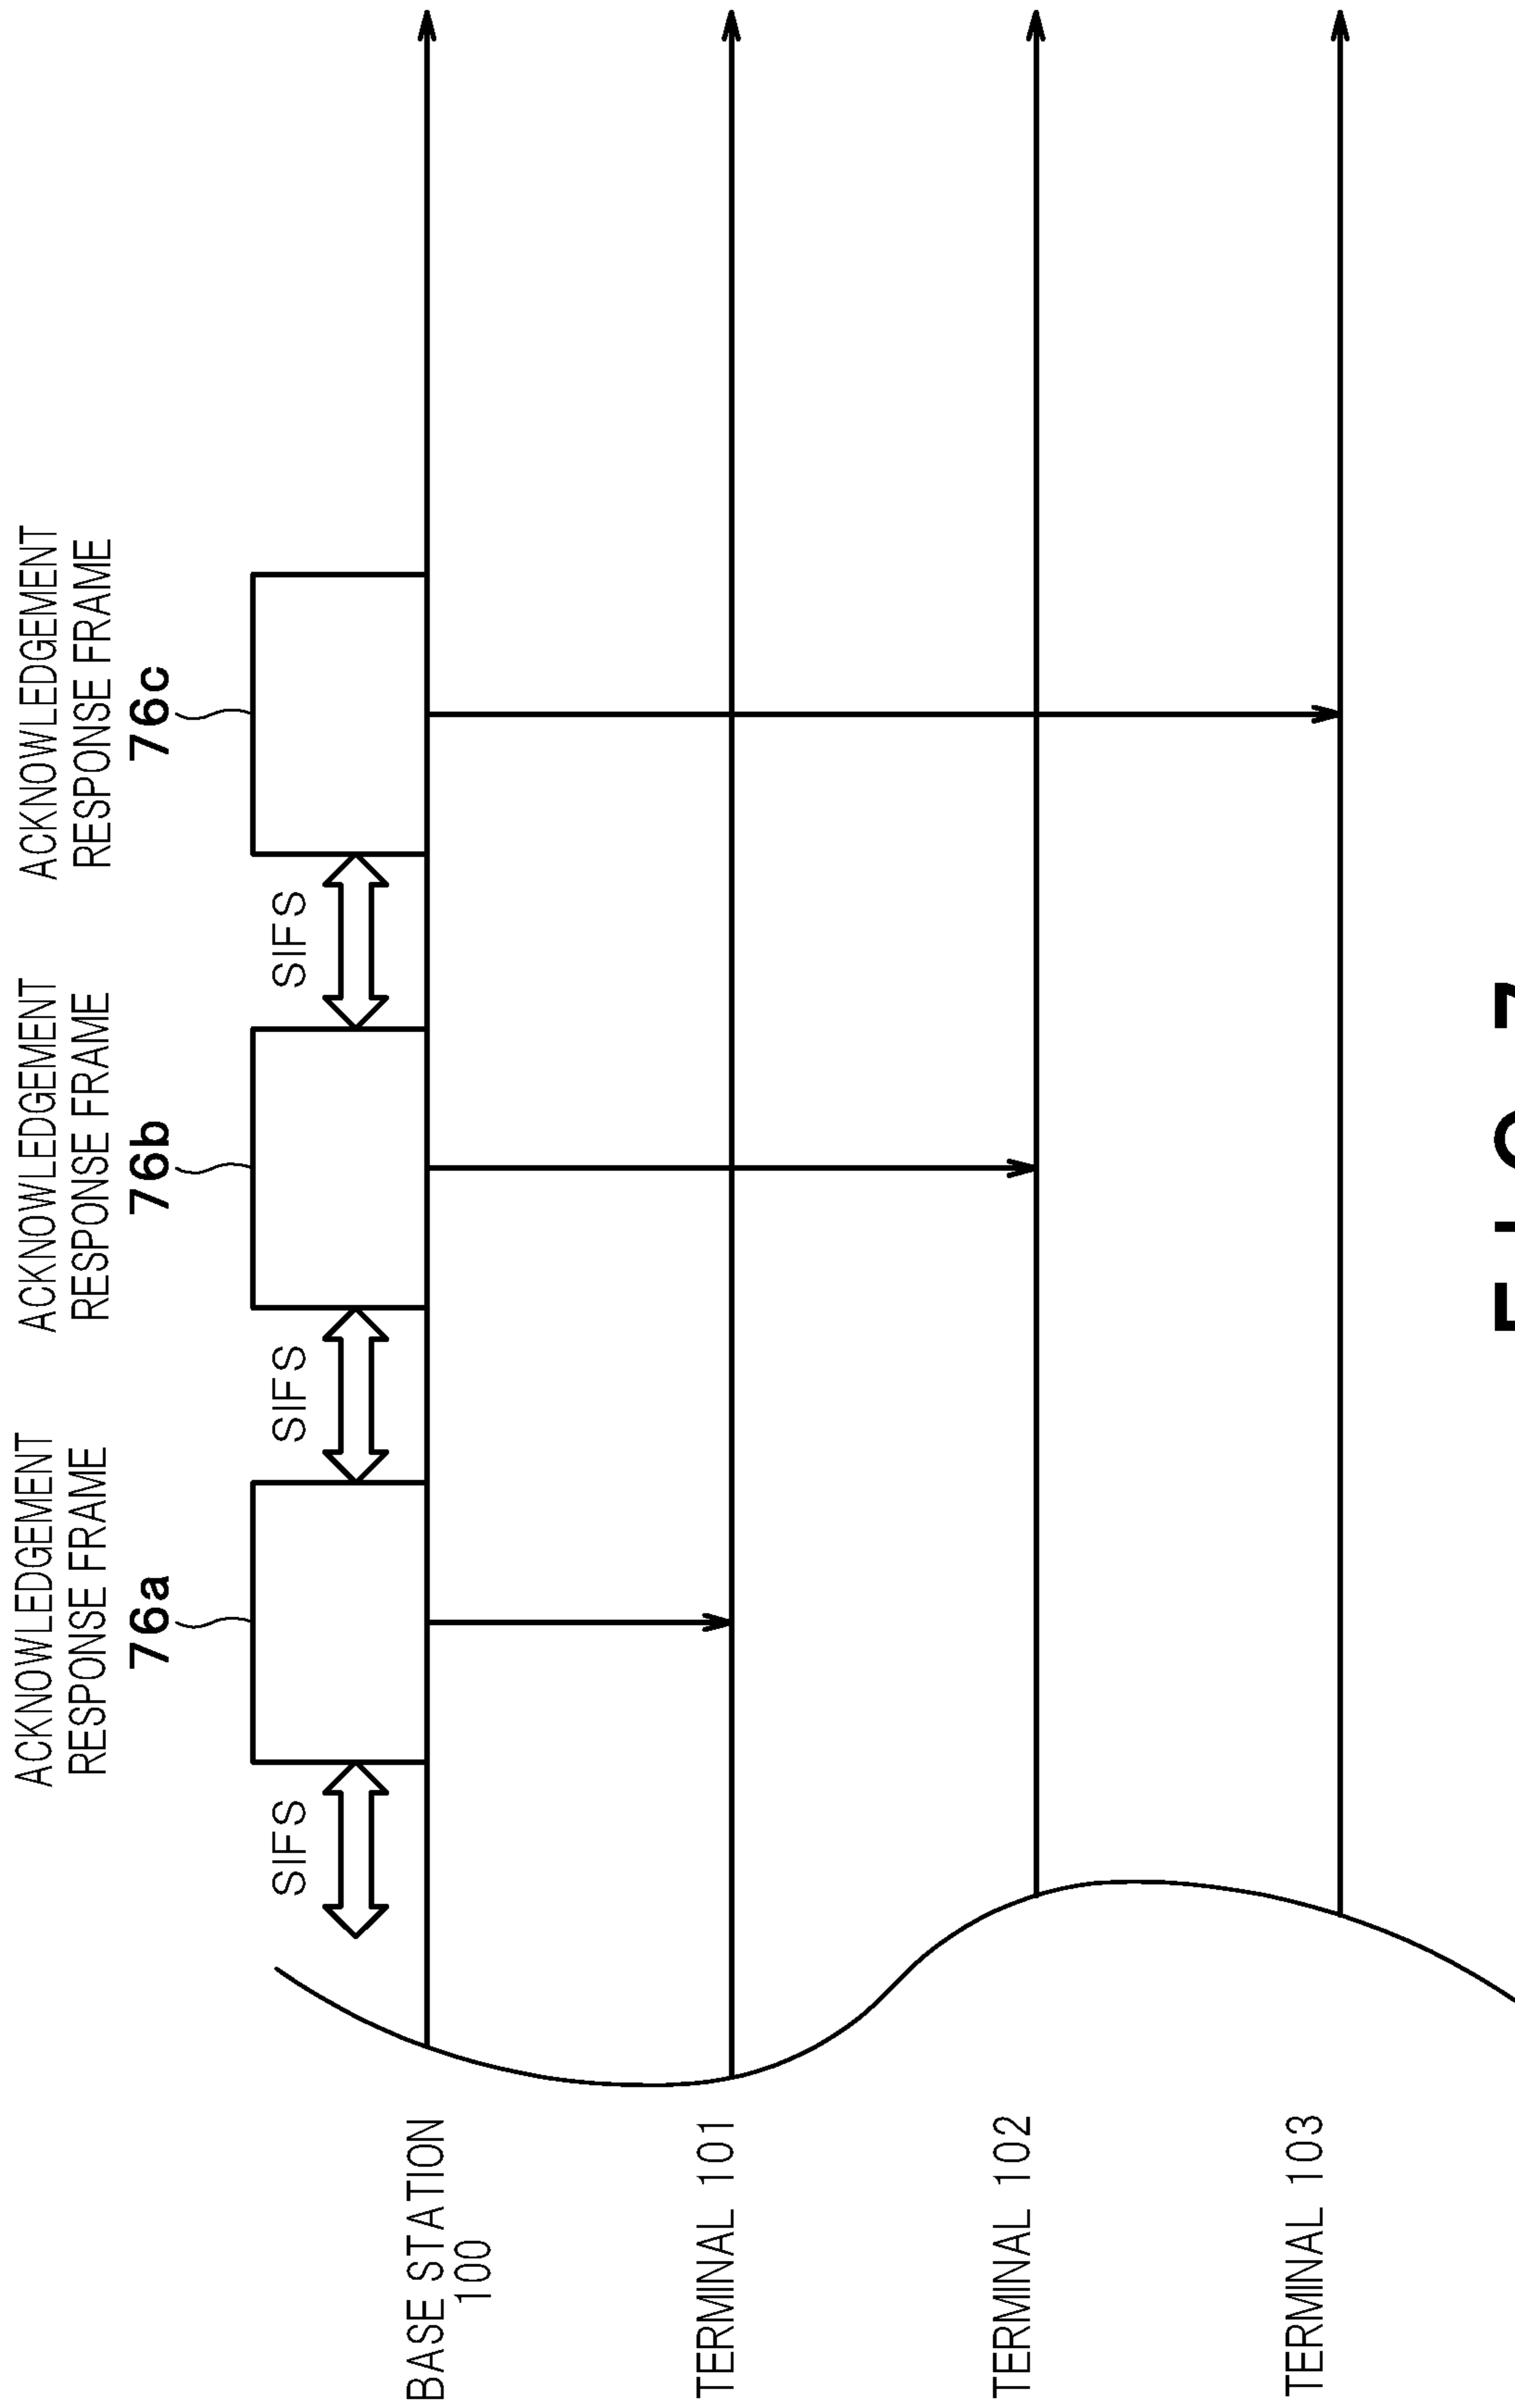 ACKNOWLEDGEMENT
RESPONSE FRAME
76a
ACKNOWLEDGEMENT
RESPONSE FRAME
76b
ACKNOWLEDGEMENT
RESPONSE FRAME
76c
SIFS
SIFS
SIFS
BASE STATION
100
TERMINAL 101
TERMINAL 102
TERMINAL 103